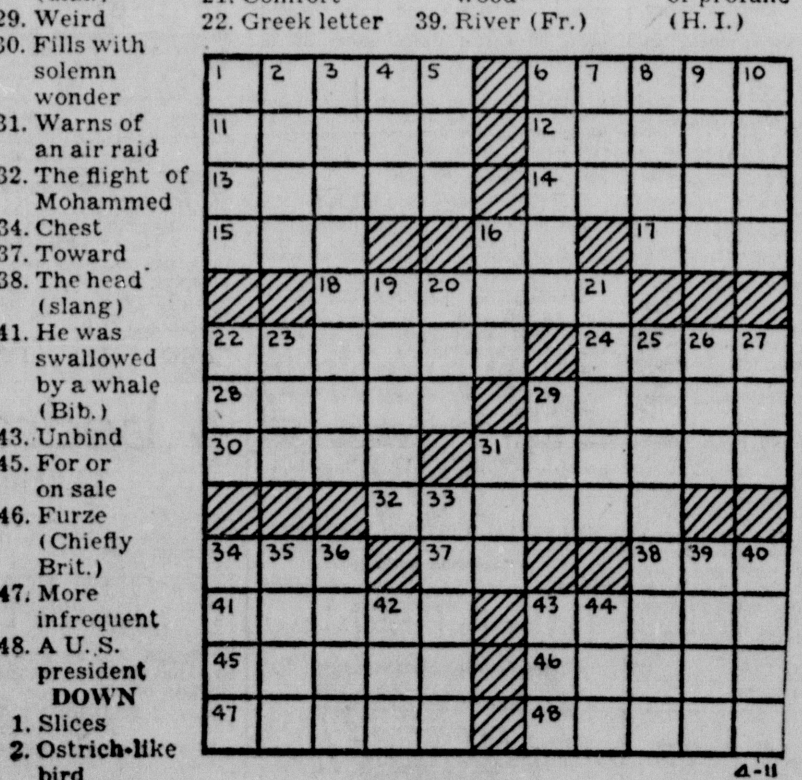 29. Weird
30. Fills with
solemn
wonder
31. Warns of
an air raid
32. The flight of
Mohammed
34. Chest
37. Toward
38. The head
(slang)
41. He was
swallowed
by a whale
(Bib.)
43. Unbind
45. For or
on sale
46. Furze
(Chiefly
Brit.)
47. More
infrequent
48. A U. S.
president
DOWN
1. Slices
2. Ostrich-like
bird
22. Greek letter
39. River (Fr.)
(H. I.)
1 2 3 4 5 6 7 8 9 10
11 12
13 14
15 16 17
18 19 20 21
22 23 24 25 26 27
28 29
30 31
32 33
34 35 36 37 38 39 40
41 42 43 44
45 46
47 48
4-11